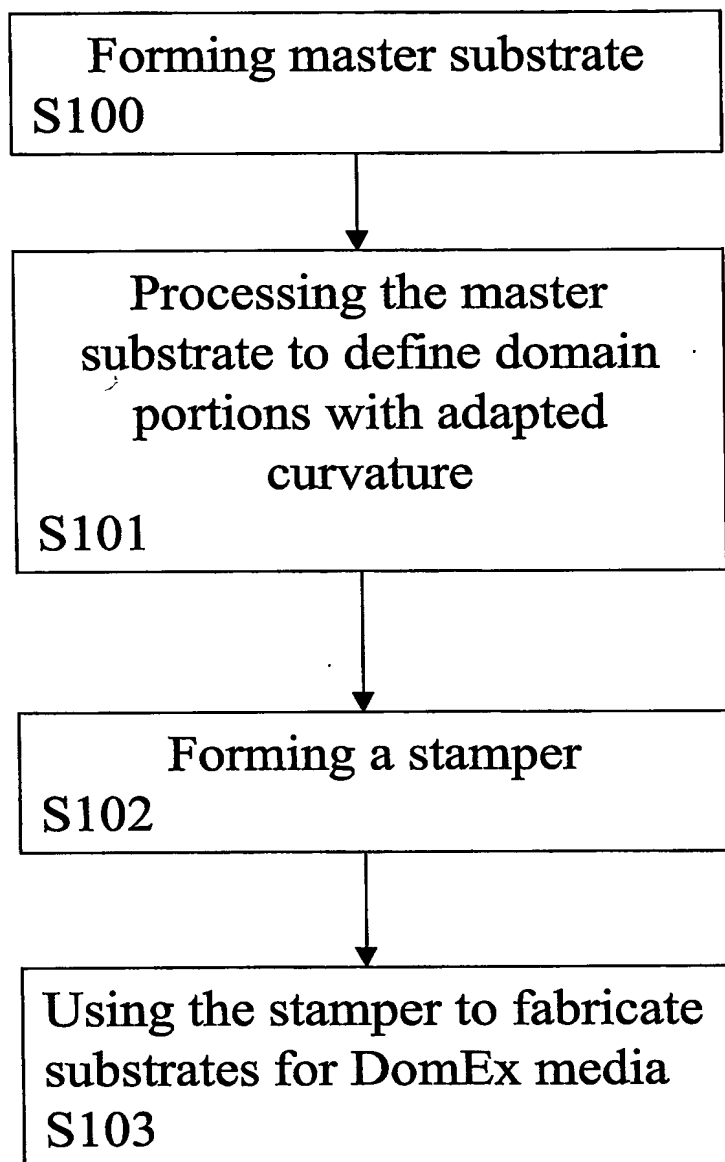 Forming master substrate
S100
Processing the master
substrate to define domain
portions with adapted
curvature
S101
Forming a stamper
S102
Using the stamper to fabricate
substrates for DomEx media
S103